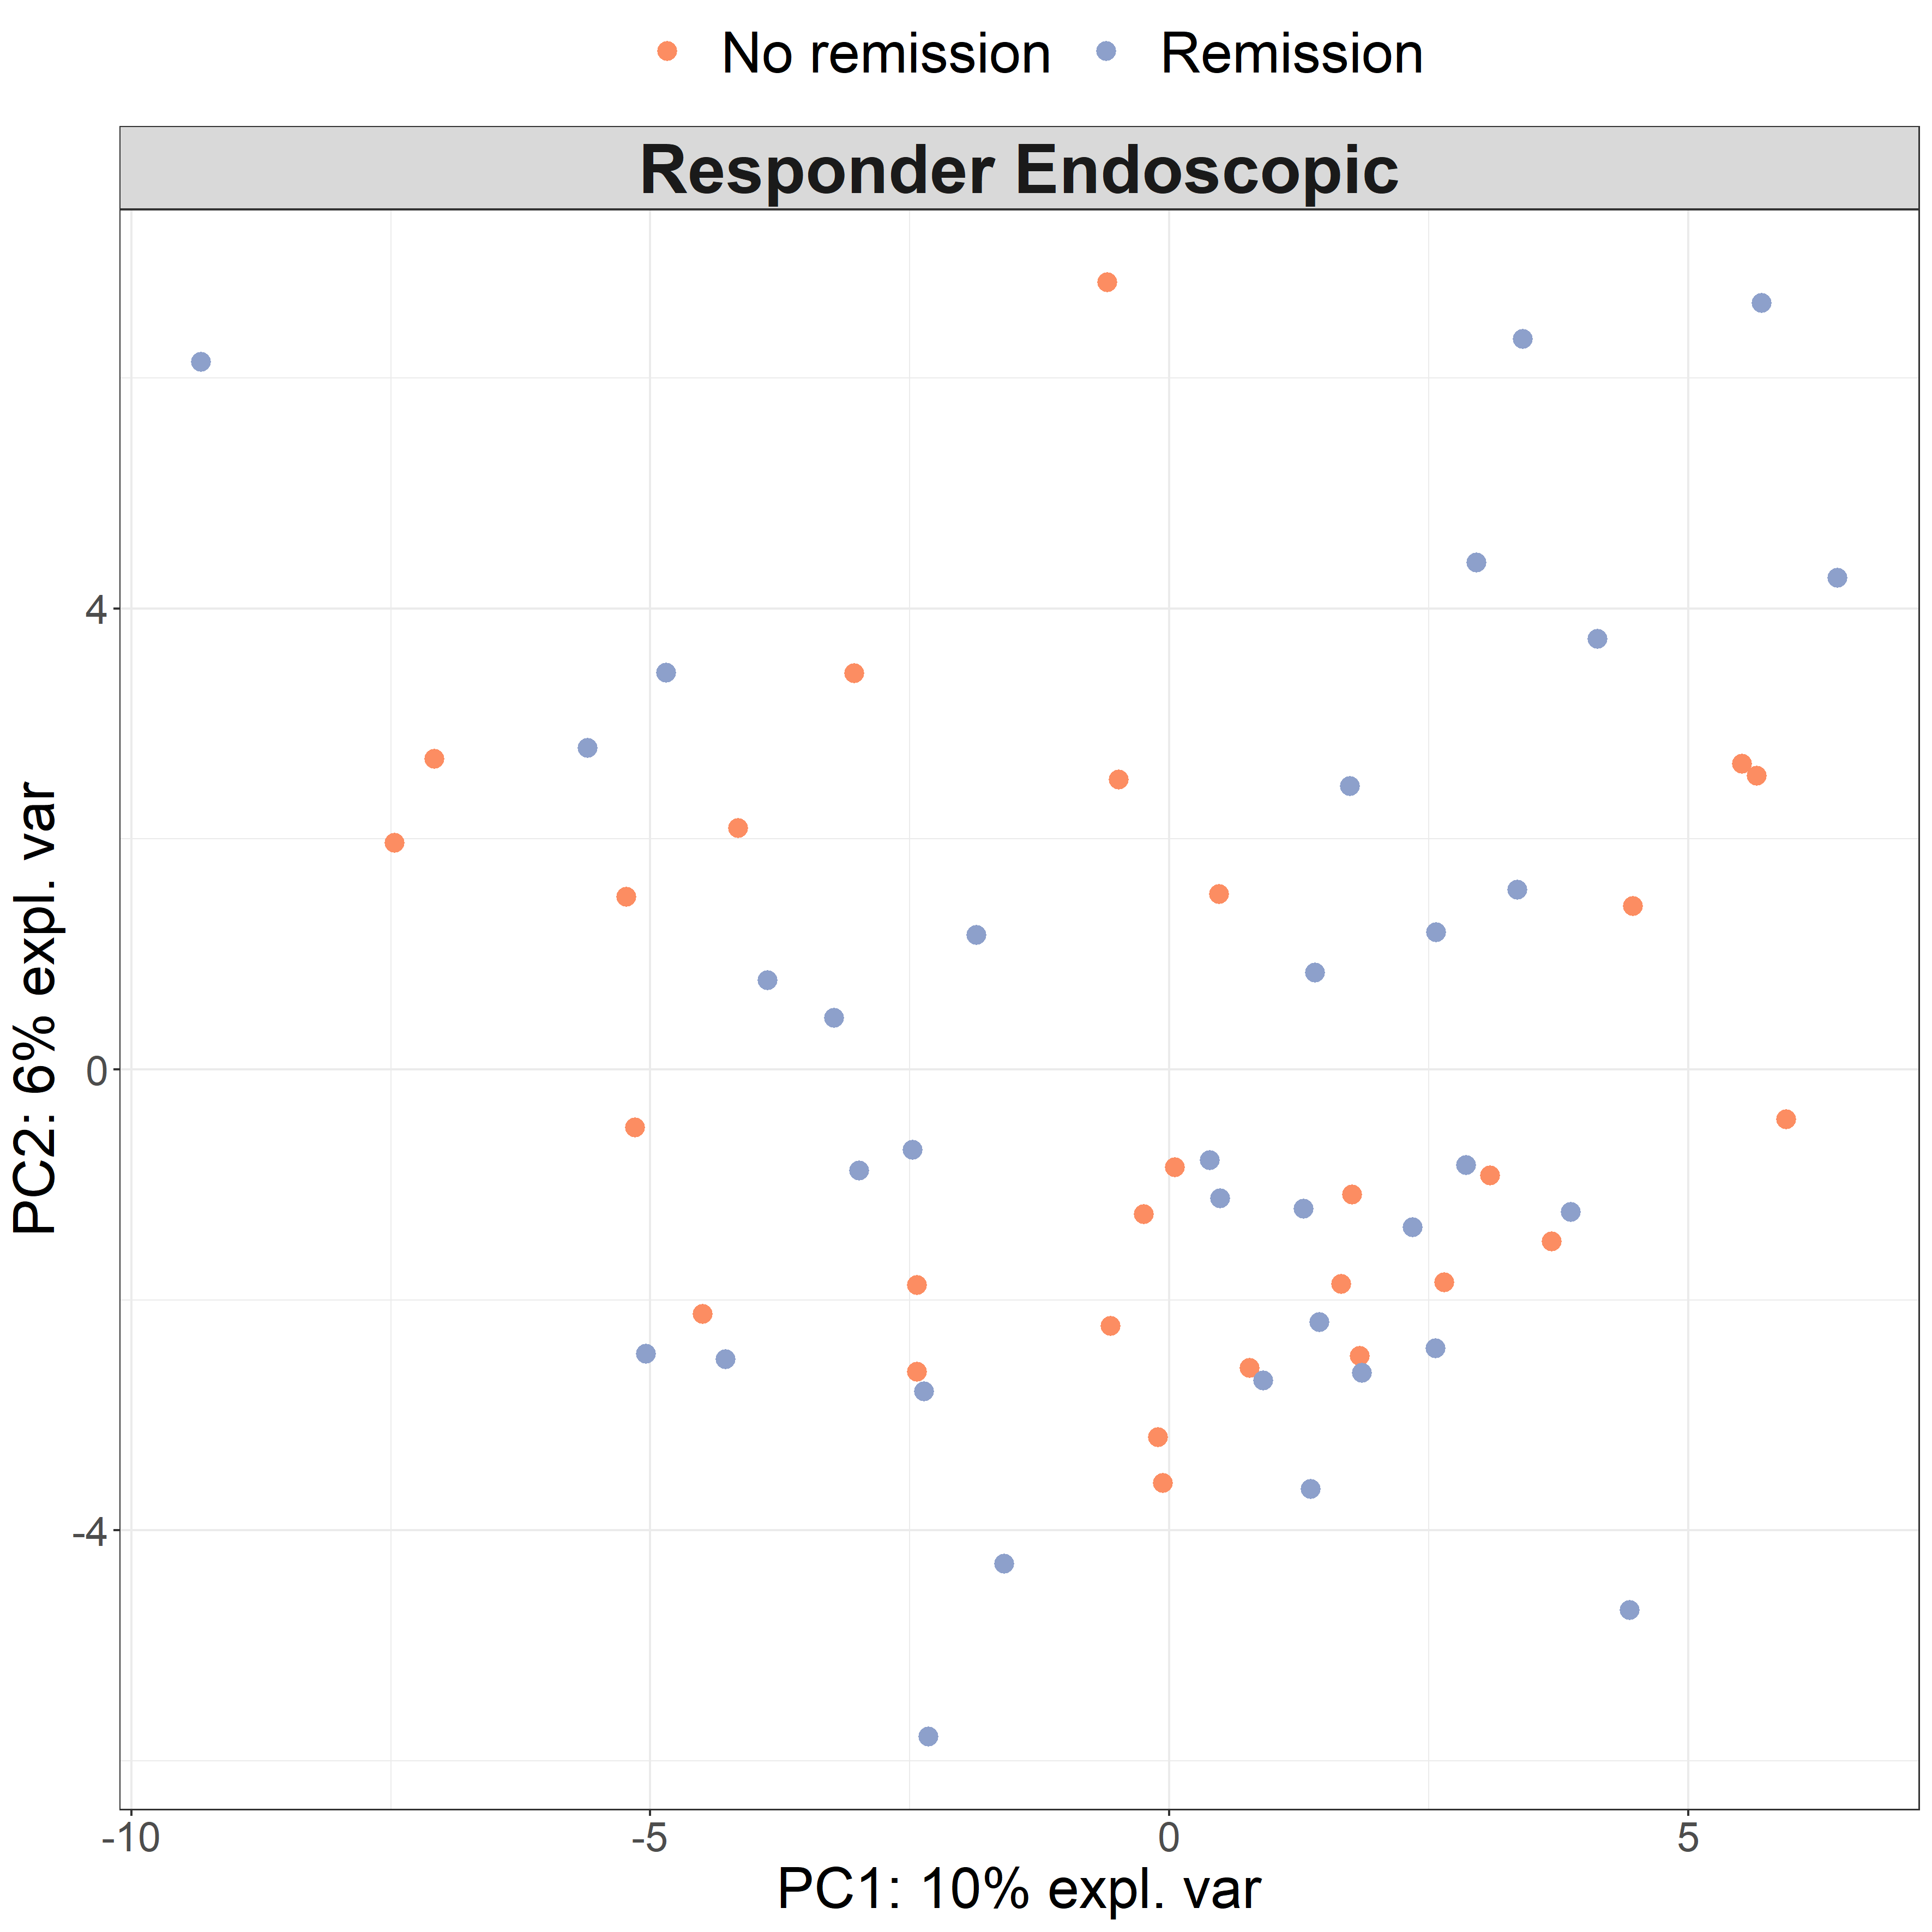 No remission Remission
Responder Endoscopic
PC2: 6% expl. var
4
0
-4
-10 -5 0 5
PC1: 10% expl. var